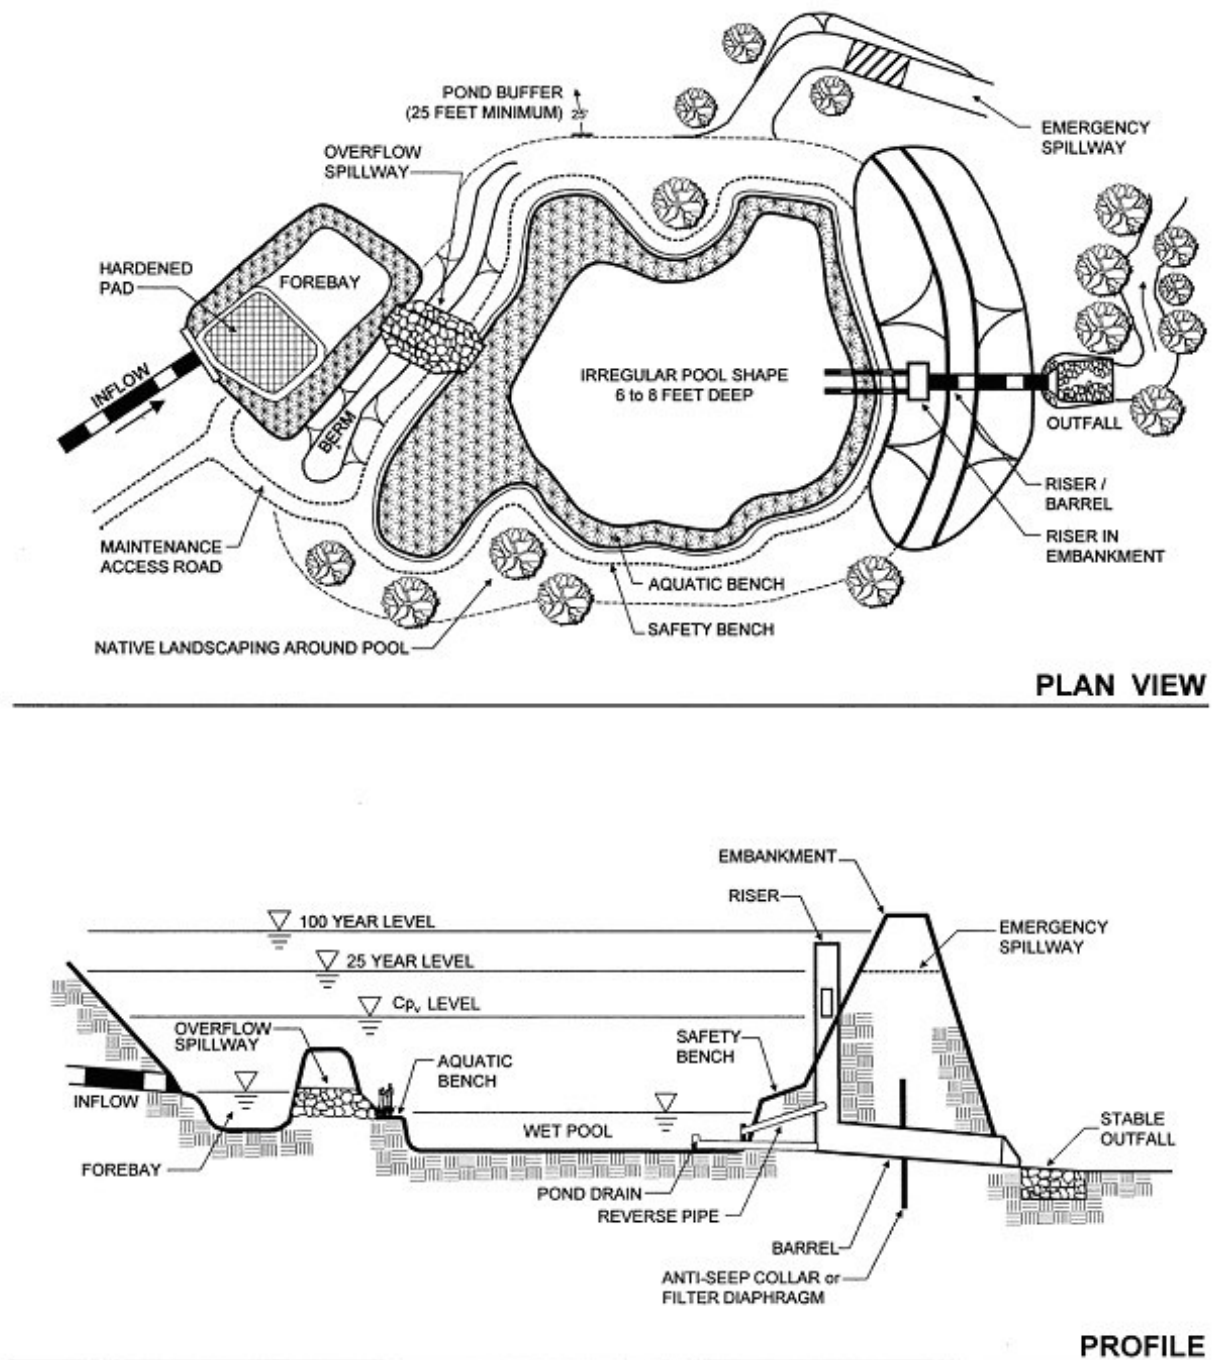 POND BUFFER
(25 FEET MINIMUM)
25'
EMERGENCY
SPILLWAY
OVERFLOW
SPILLWAY
HARDENED
PAD
FOREBAY
INFLOW
BERM
IRREGULAR POOL SHAPE
6 to 8 FEET DEEP
OUTFALL
RISER /
BARREL
RISER IN
EMBANKMENT
MAINTENANCE
ACCESS ROAD
AQUATIC BENCH
SAFETY BENCH
NATIVE LANDSCAPING AROUND POOL
PLAN VIEW
EMBANKMENT
RISER
100 YEAR LEVEL
EMERGENCY
SPILLWAY
25 YEAR LEVEL
Cpv LEVEL
OVERFLOW
SPILLWAY
SAFETY
BENCH
AQUATIC
BENCH
INFLOW
WET POOL
STABLE
OUTFALL
FOREBAY
POND DRAIN
REVERSE PIPE
BARREL
ANTI-SEEP COLLAR or
FILTER DIAPHRAGM
PROFILE